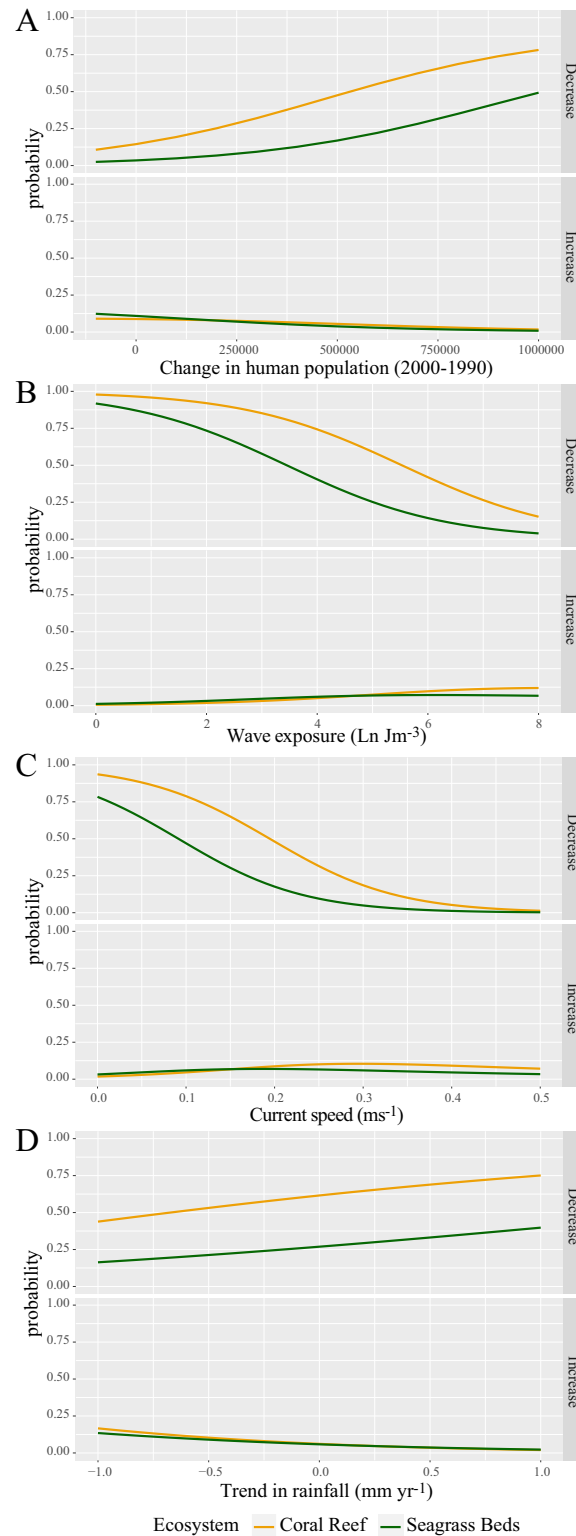 A
1.00
0.75
0.50
0.25
0.00
Decrease
probabiliy
1.00
0.75
0.50
0.25
0.00
Increase
0 250000 500000 750000 1000000
Change in human population (2000-1990)
B
1.00
0.75
0.50
0.25
0.00
Decrease
probability
1.00
0.75
0.50
0.25
0.00
Increase
0 2 4 6 8
Wave exposure (Ln Jm-3)
C
1.00
0.75
0.50
0.25
0.00
Decrease
probability
1.00
0.75
0.50
0.25
0.00
Increase
0.0 0.1 0.2 0.3 0.4 0.5
Current speed (ms-1)
D
1.00
0.75
0.50
0.25
0.00
Decrease
probability
1.00
0.75
0.50
0.25
0.00
Increase
−1.0 −0.5 0.0 0.5 1.0
Trend in rainfall (mm yr-1)
Ecosystem Coral Reef Seagrass Beds